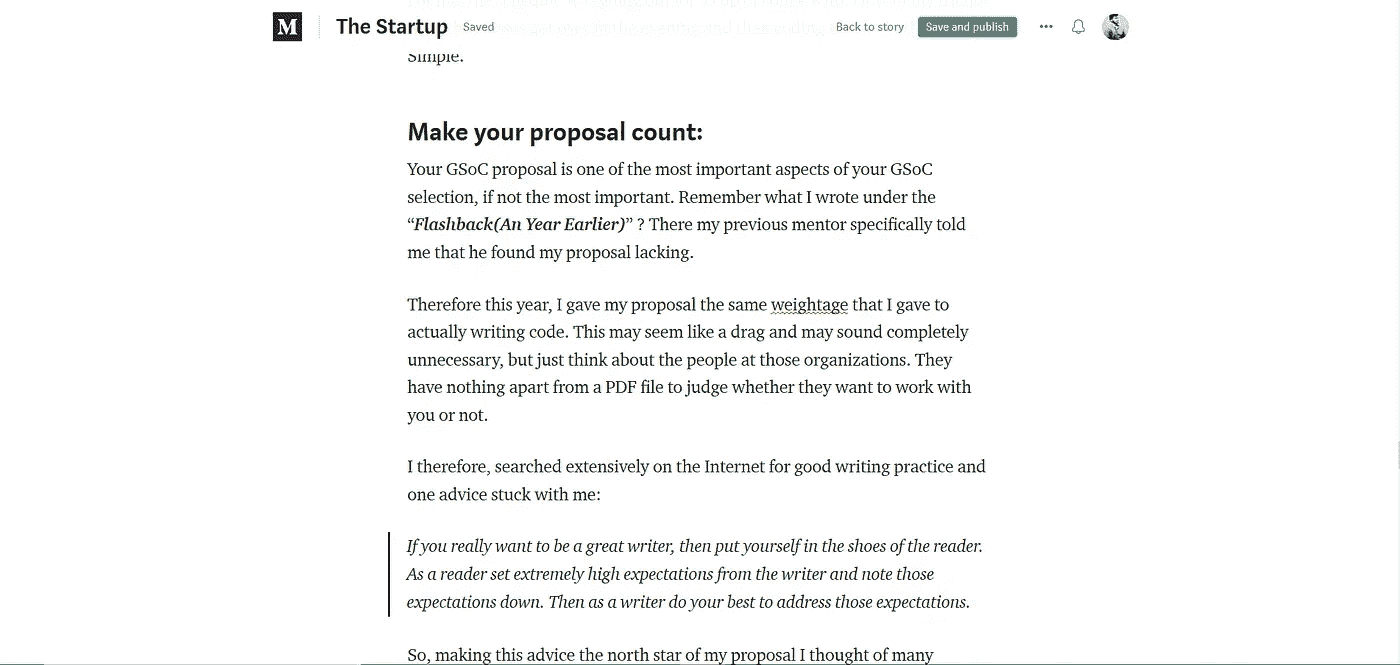 M
The Startup
Saved
Back to story
Save and publish
Simple.
Make your proposal count:
Your GSoC proposal is one of the most important aspects of your GSoC
selection, if not the most important. Remember what I wrote under the
“Flashback(An Year Earlier)” ? There my previous mentor specifically told
me that he found my proposal lacking.
Therefore this year, I gave my proposal the same weightage that I gave to
actually writing code. This may seem like a drag and may sound completely
unnecessary, but just think about the people at those organizations. They
have nothing apart from a PDF file to judge whether they want to work with
you or not.
I therefore, searched extensively on the Internet for good writing practice and
one advice stuck with me:
If you really want to be a great writer, then put yourself in the shoes of the reader.
As a reader set extremely high expectations from the writer and note those
expectations down. Then as a writer do your best to address those expectations.
So, making this advice the north star of my proposal I thought of many